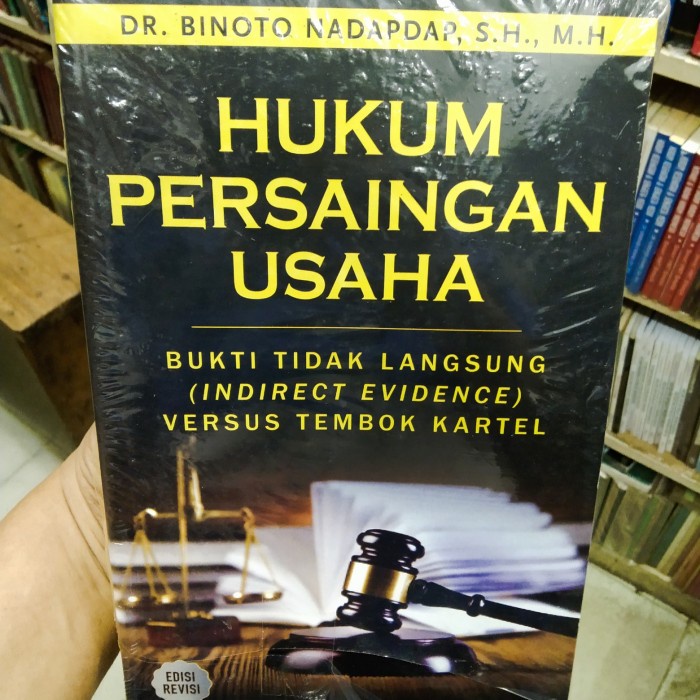 DR. BINOTO NADAPDAP, S.H., M.H.
HUKUM
PERSAINGAN
USAHA
BUKTI TIDAK LANGSUNG
(INDIRECT EVIDENCE)
VERSUS TEMBOK KARTEL
EDISI
REVISI